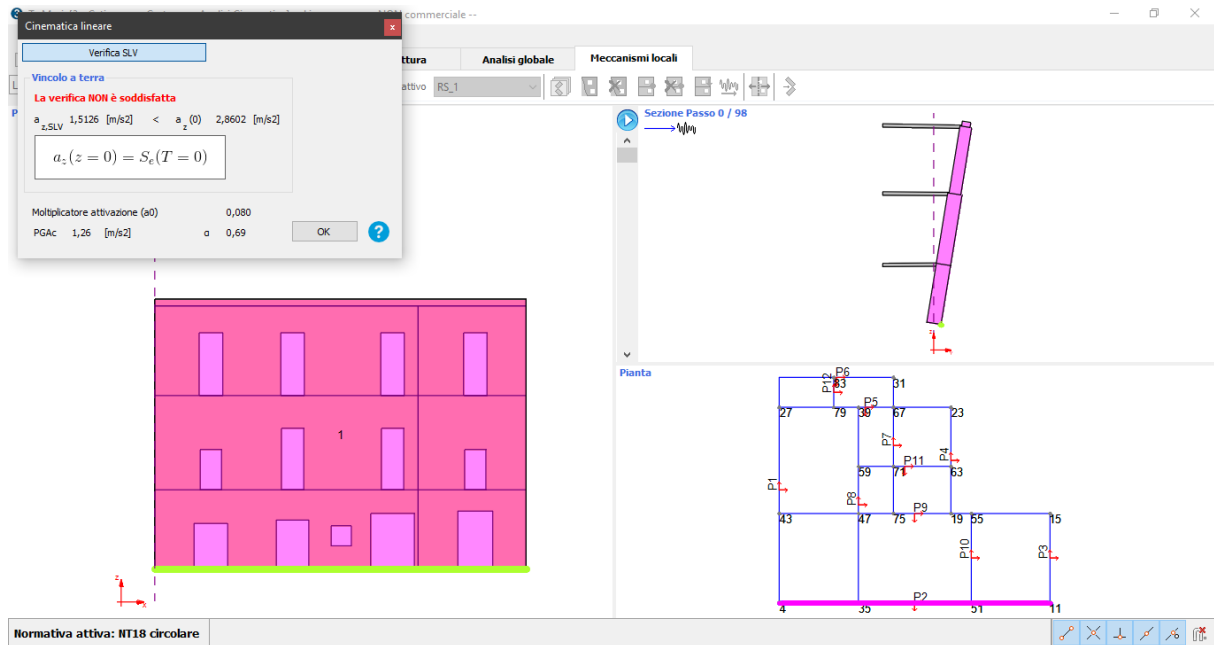 commerciale --
Cinematica lineare
x
Verifica SLV
Vincolo a terra
La verifica NON è soddisfatta
a z,SLV 1,5126 [m/s2] < a z (0) 2,8602 [m/s2]
a_z(z = 0) = S_e(T = 0)
Moltiplicatore attivazione (a0) 0,080
PGAc 1,26 [m/s2] α 0,69
OK
?
Analisi globale
Meccanismi locali
RS_1
Sezione Passo 0 / 98
z
1
z
x
Pianta
P6
P12 83 31
27 79 39 P5 67 23
P7 P4
59 71 P11 63
P1 P8
43 47 75 P9 19 55 15
P10 P3
4 35 P2 51 11
Normativa attiva: NT18 circolare